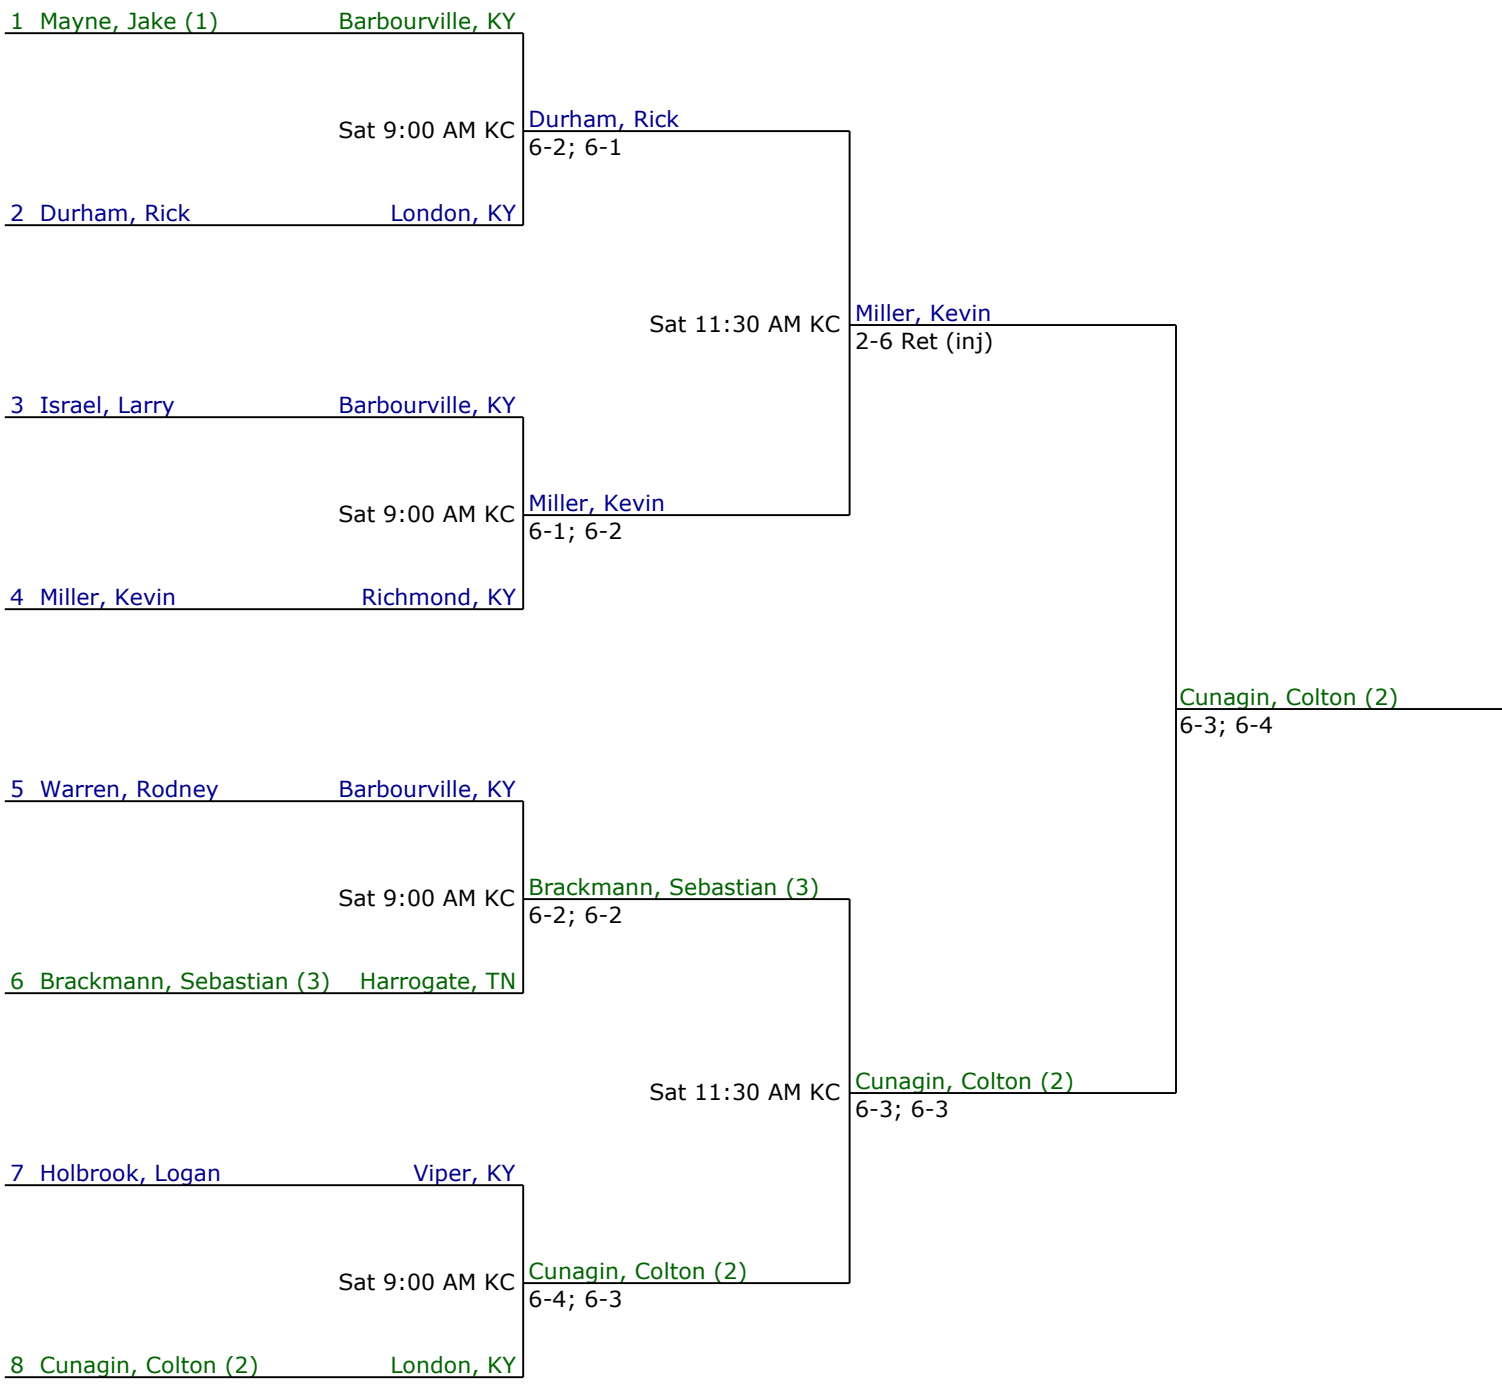 1 Mayne, Jake (1) Barbourville, KY
Sat 9:00 AM KC
Durham, Rick
6-2; 6-1
2 Durham, Rick London, KY
Sat 11:30 AM KC
Miller, Kevin
2-6 Ret (inj)
3 Israel, Larry Barbourville, KY
Sat 9:00 AM KC
Miller, Kevin
6-1; 6-2
4 Miller, Kevin Richmond, KY
Cunagin, Colton (2)
6-3; 6-4
5 Warren, Rodney Barbourville, KY
Sat 9:00 AM KC
Brackmann, Sebastian (3)
6-2; 6-2
6 Brackmann, Sebastian (3) Harrogate, TN
Sat 11:30 AM KC
Cunagin, Colton (2)
6-3; 6-3
7 Holbrook, Logan Viper, KY
Sat 9:00 AM KC
Cunagin, Colton (2)
6-4; 6-3
8 Cunagin, Colton (2) London, KY